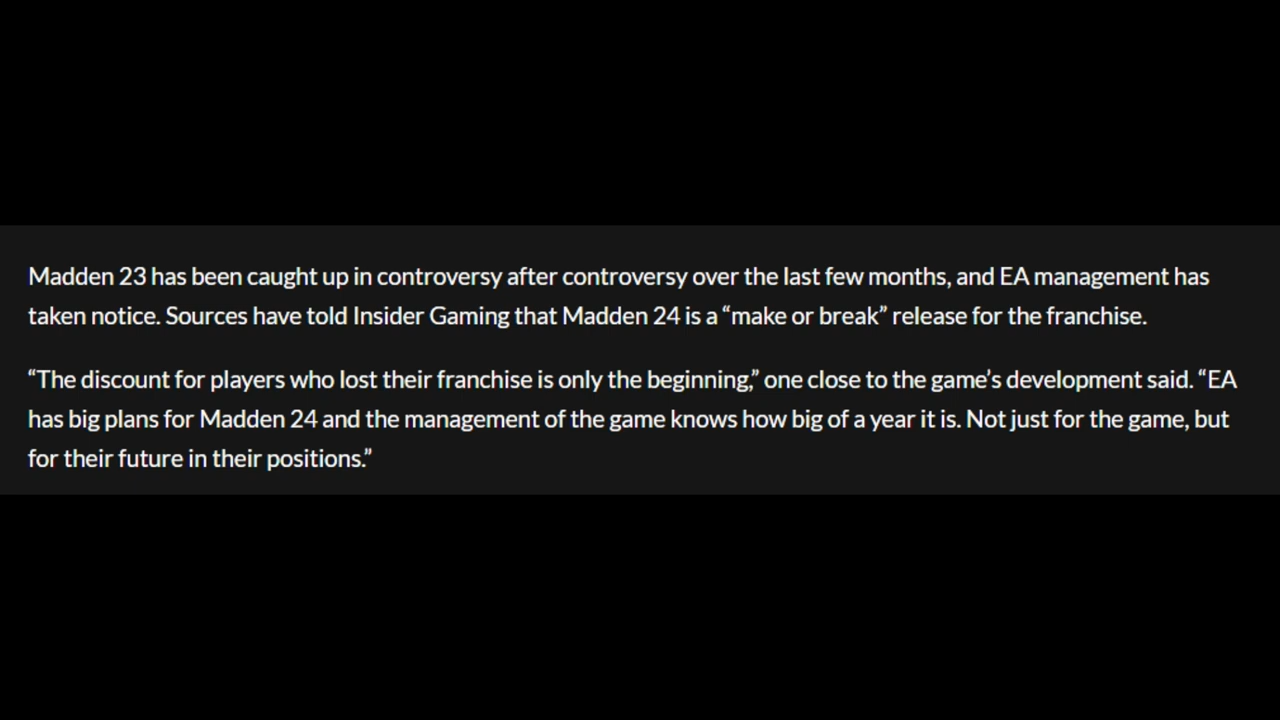 Madden 23 has been caught up in controversy after controversy over the last few months, and EA management has
taken notice. Sources have told Insider Gaming that Madden 24 is a “make or break” release for the franchise.
“The discount for players who lost their franchise is only the beginning,” one close to the game’s development said. “EA
has big plans for Madden 24 and the management of the game knows how big of a year it is. Not just for the game, but
for their future in their positions.”